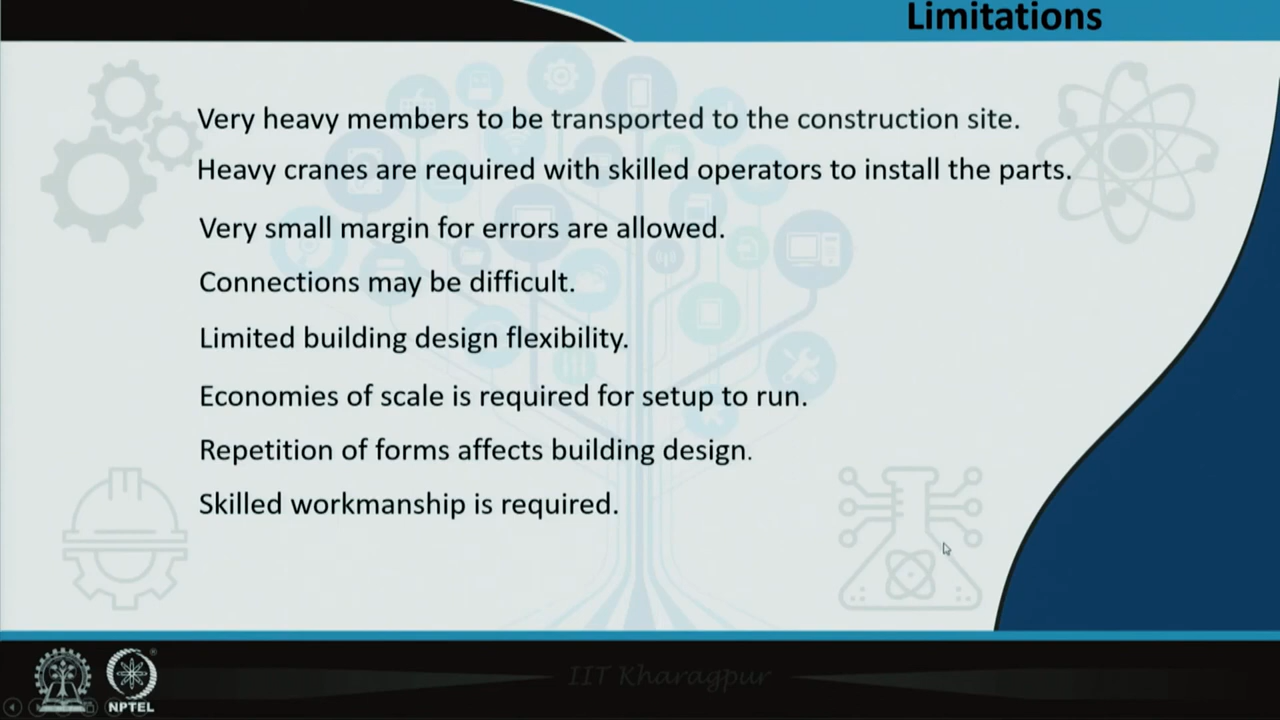 Limitations
Very heavy members to be transported to the construction site.
Heavy cranes are required with skilled operators to install the parts.
Very small margin for errors are allowed.
Connections may be difficult.
Limited building design flexibility.
Economies of scale is required for setup to run.
Repetition of forms affects building design.
Skilled workmanship is required.
IIT Kharagpur
NPTEL